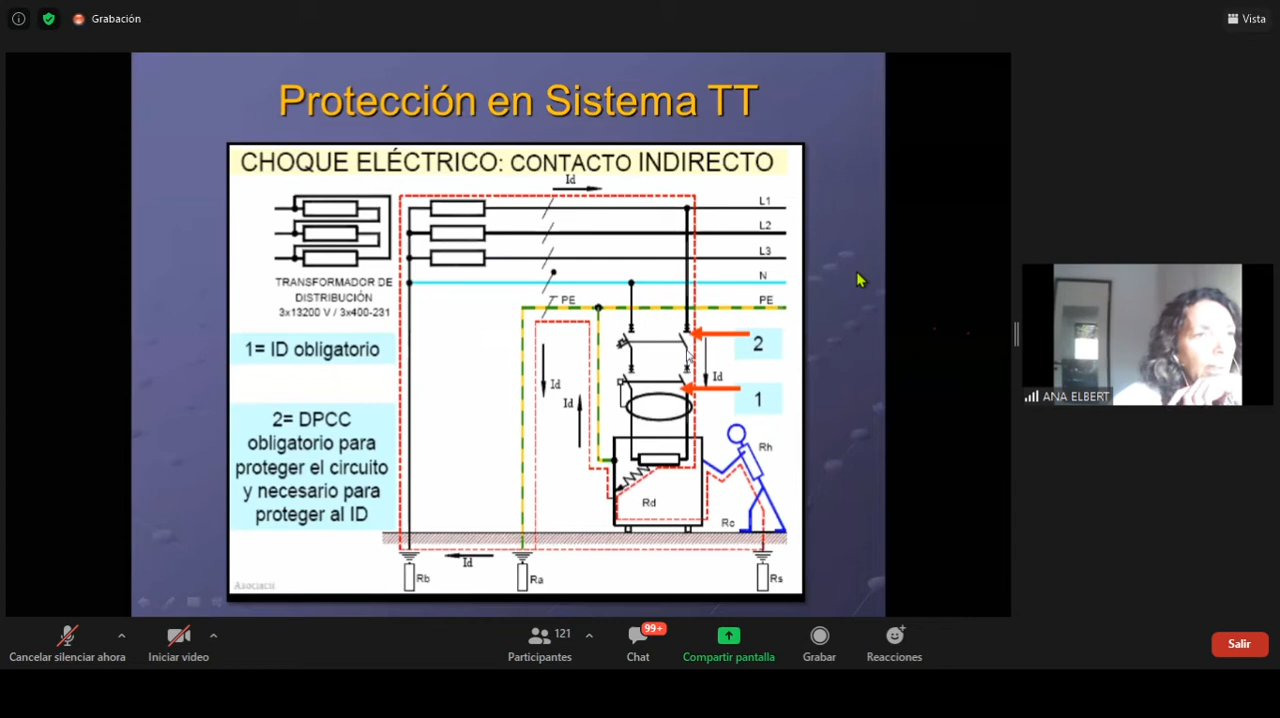 Grabación
Vista
Protección en Sistema TT
CHOQUE ELÉCTRICO: CONTACTO INDIRECTO
Id
L1
L2
L3
N
PE
PE
TRANSFORMADOR DE
DISTRIBUCIÓN
3x13200 V / 3x400-231
1= ID obligatorio
2= DPCC
obligatorio para
proteger el circuito
y necesario para
proteger al ID
2
1
Id
Id
Id
Rh
Rd
Rc
Id
Rb
Ra
Rs
ANA ELBERT
Cancelar silenciar ahora
Iniciar video
121
Participantes
99+
Chat
Compartir pantalla
Grabar
Reacciones
Salir